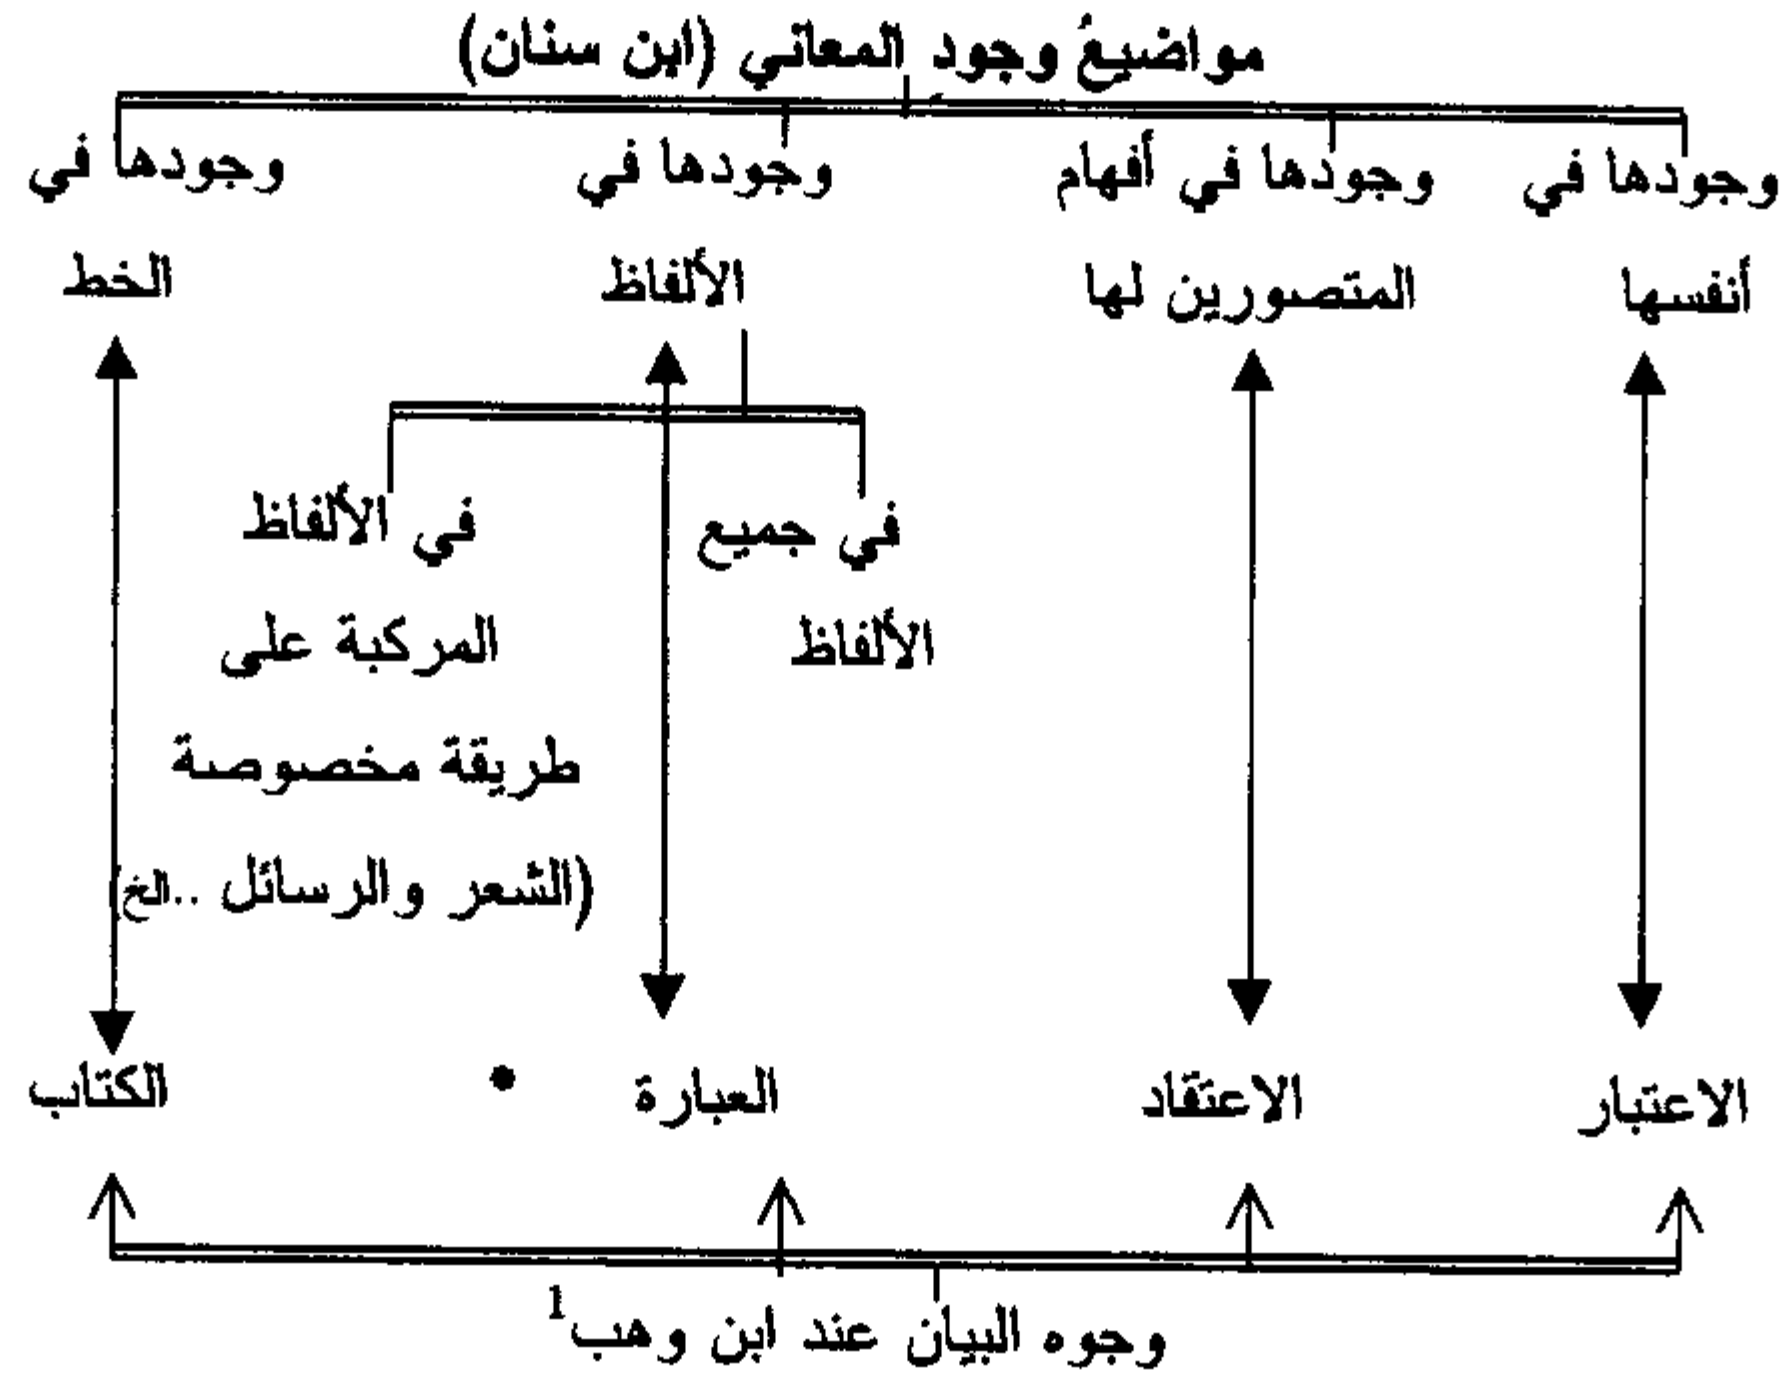 مواضيعُ وجود المعاني (ابن سنان)
وجودها في
أنفسها
وجودها في أفهام
المتصورين لها
وجودها في
الألفاظ
وجودها في
الخط
في جميع
الألفاظ
في الألفاظ
المركبة على
طريقة مخصوصة
(الشعر والرسائل ..الخ)
الاعتبار
الاعتقاد
العبارة •
الكتاب
وجوه البيان عند ابن وهب1